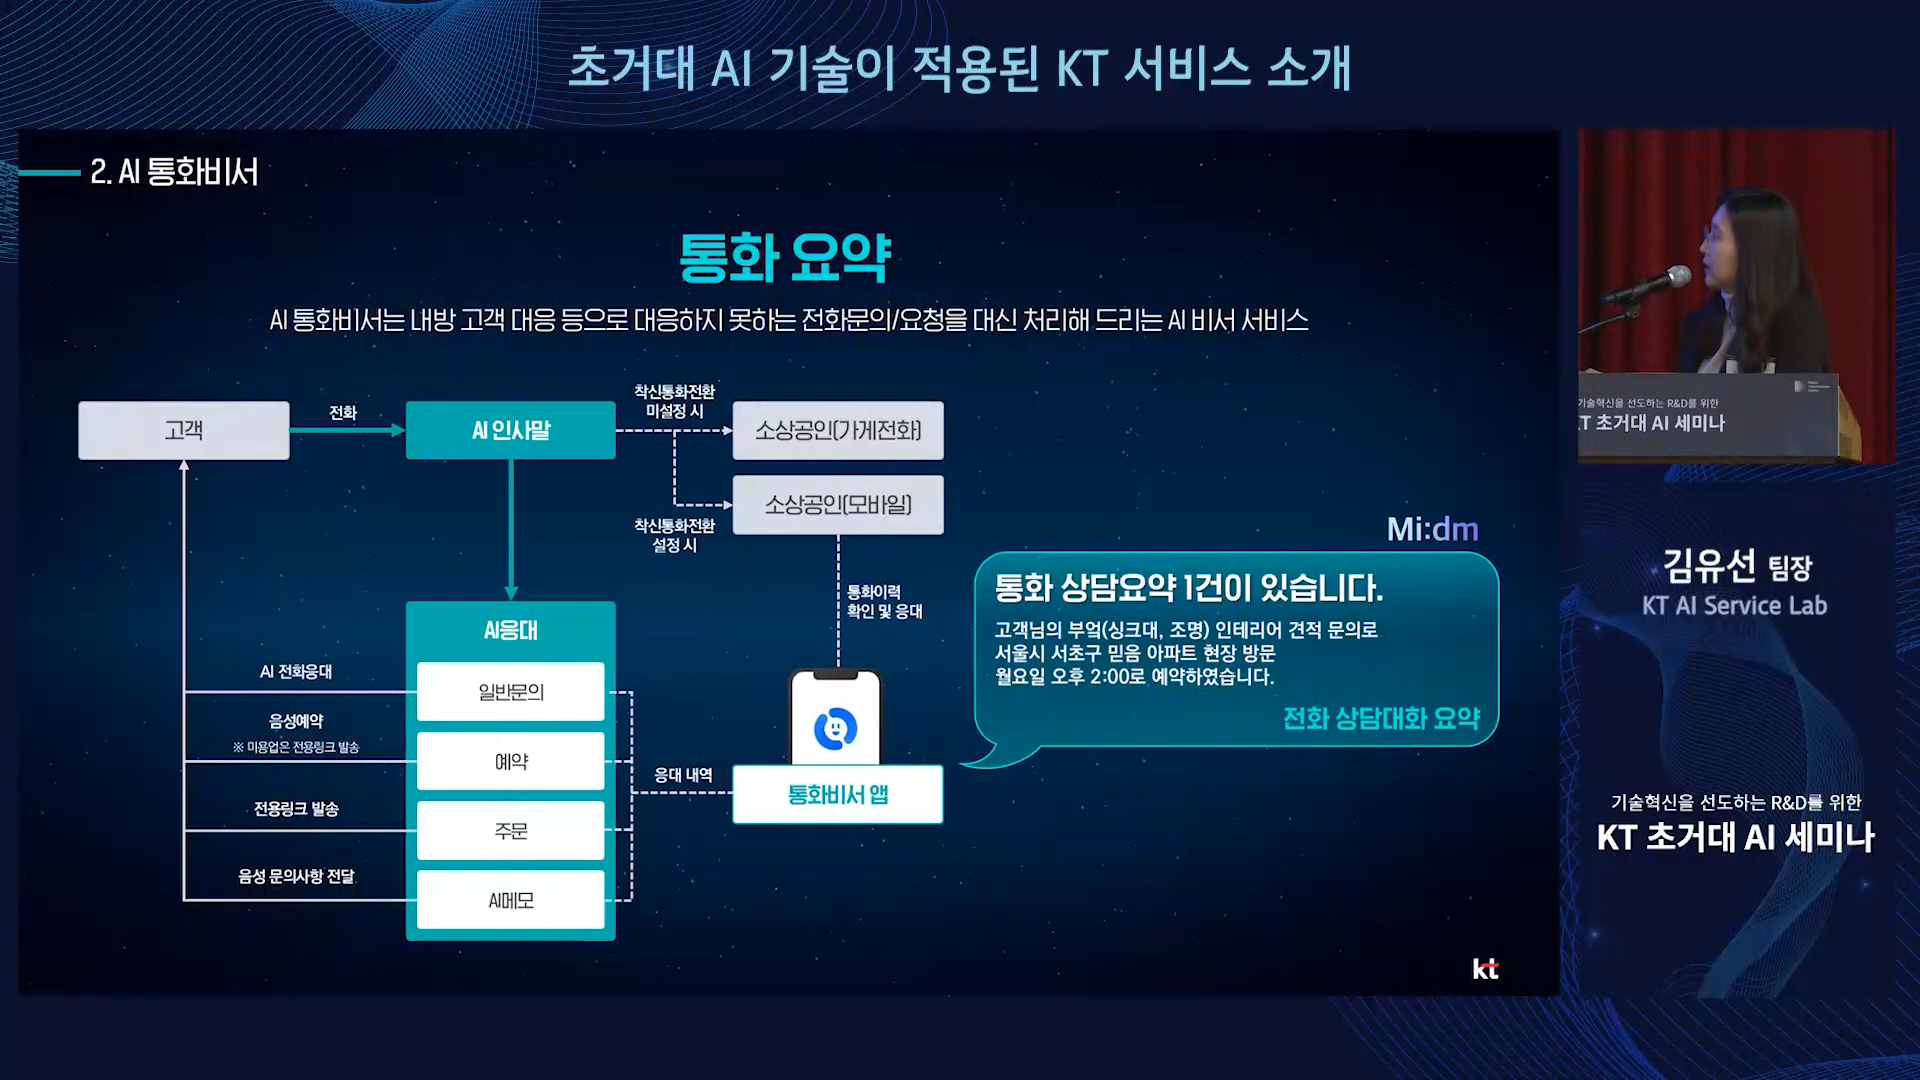 초거대 AI 기술이 적용된 KT 서비스 소개
2. AI 통화비서
통화 요약
AI 통화비서는 내방 고객 대응 등으로 대응하지 못하는 전화문의/요청을 대신 처리해 드리는 AI 비서 서비스
고객
전화
AI 인사말
착신통화전환
미설정 시
소상공인(가게전화)
소상공인(모바일)
착신통화전환
설정 시
통화이력
확인 및 응대
AI응대
AI 전화응대
일반문의
음성예약
※ 미용업은 전용링크 발송
예약
전용링크 발송
주문
음성 문의사항 전달
AI메모
응대 내역
통화비서 앱
Mi:dm
통화 상담요약 1건이 있습니다.
고객님의 부엌(싱크대, 조명) 인테리어 견적 문의로
서울시 서초구 믿음 아파트 현장 방문
월요일 오후 2:00로 예약하였습니다.
전화 상담대화 요약
kt
기술혁신을 선도하는 R&D를 위한
KT 초거대 AI 세미나
김유선 팀장
KT AI Service Lab
기술혁신을 선도하는 R&D를 위한
KT 초거대 AI 세미나